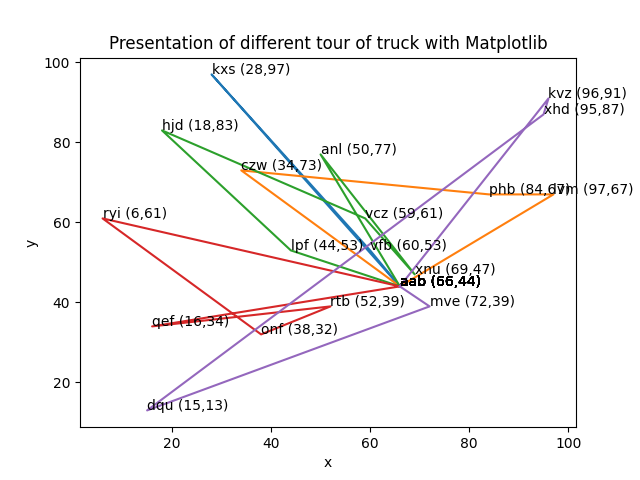 Presentation of different tour of truck with Matplotlib
100
80
60
40
20
y
20
40
60
80
100
x
kxs (28,97)
kvz (96,91)
xhd (95,87)
hjd (18,83)
anl (50,77)
czw (34,73)
phb (84,67)
(97,67)
ryi (6,61)
vcz (59,61)
lpf (44,53)
vfb (60,53)
xnu (69,47)
rtb (52,39)
mve (72,39)
qef (16,34)
onf (38,32)
dqu (15,13)